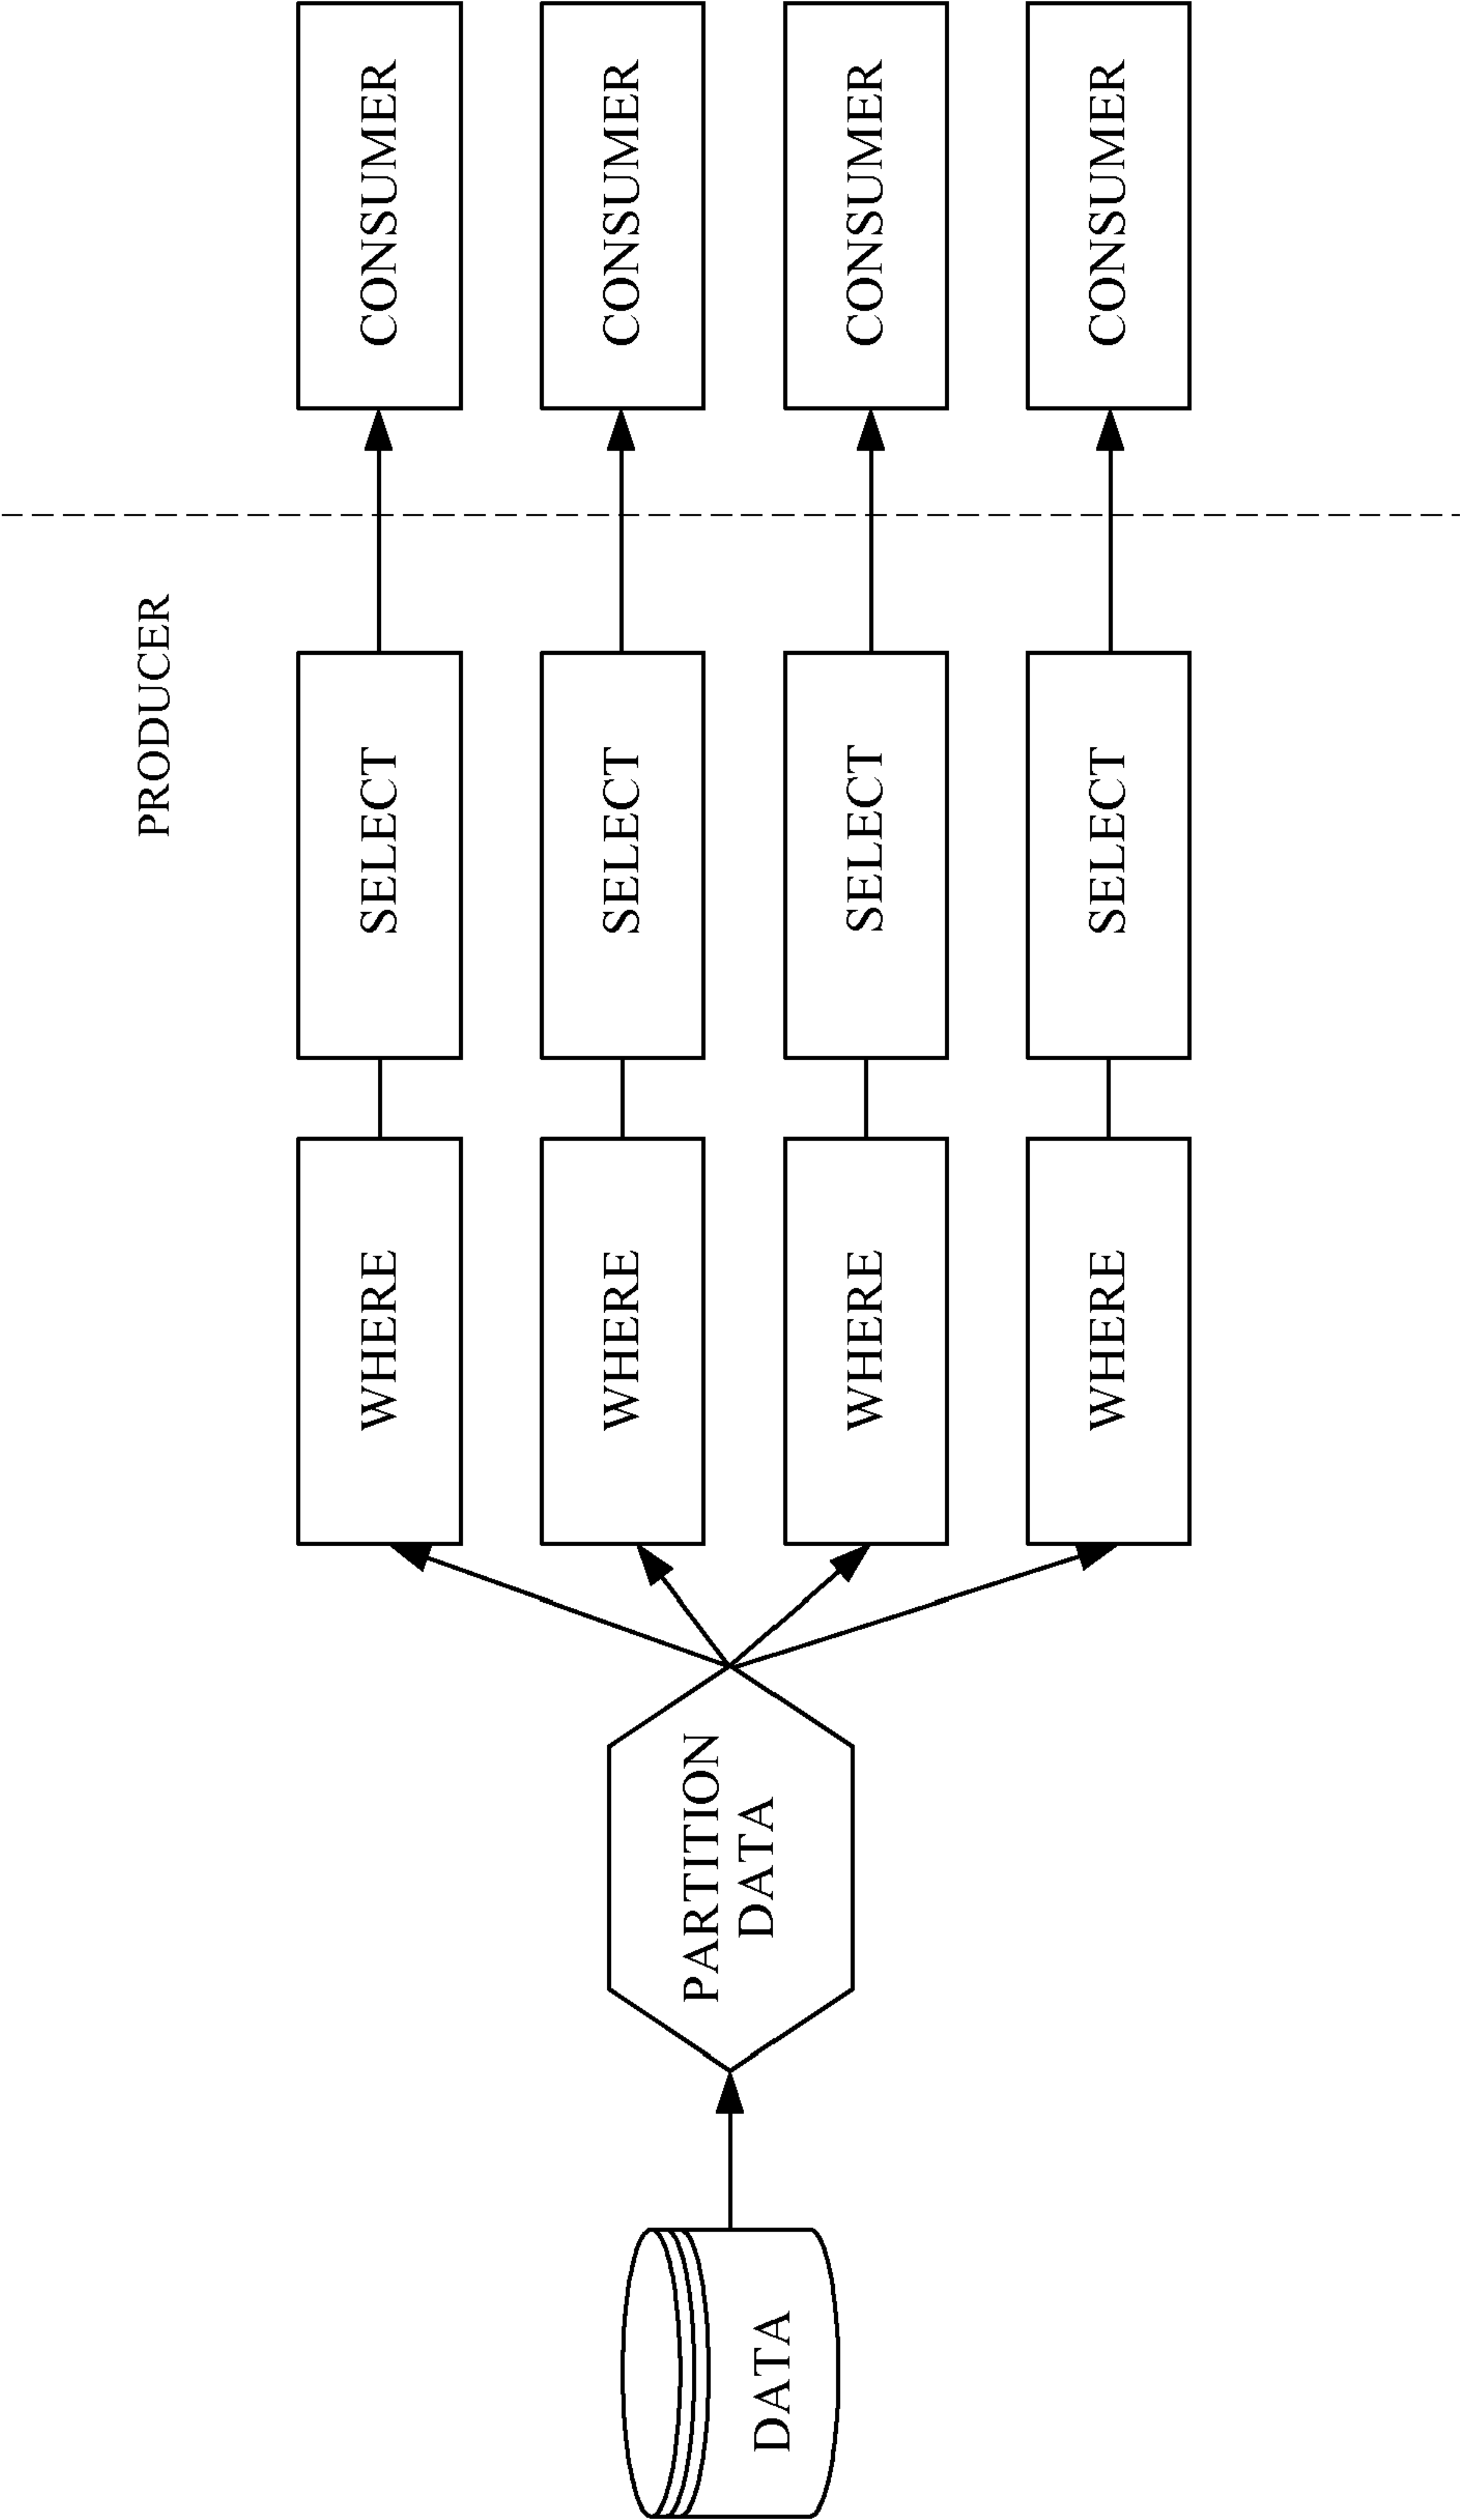 PRODUCER
DATA
PARTITION
DATA
WHERE
SELECT
CONSUMER
WHERE
SELECT
CONSUMER
WHERE
SELECT
CONSUMER
WHERE
SELECT
CONSUMER